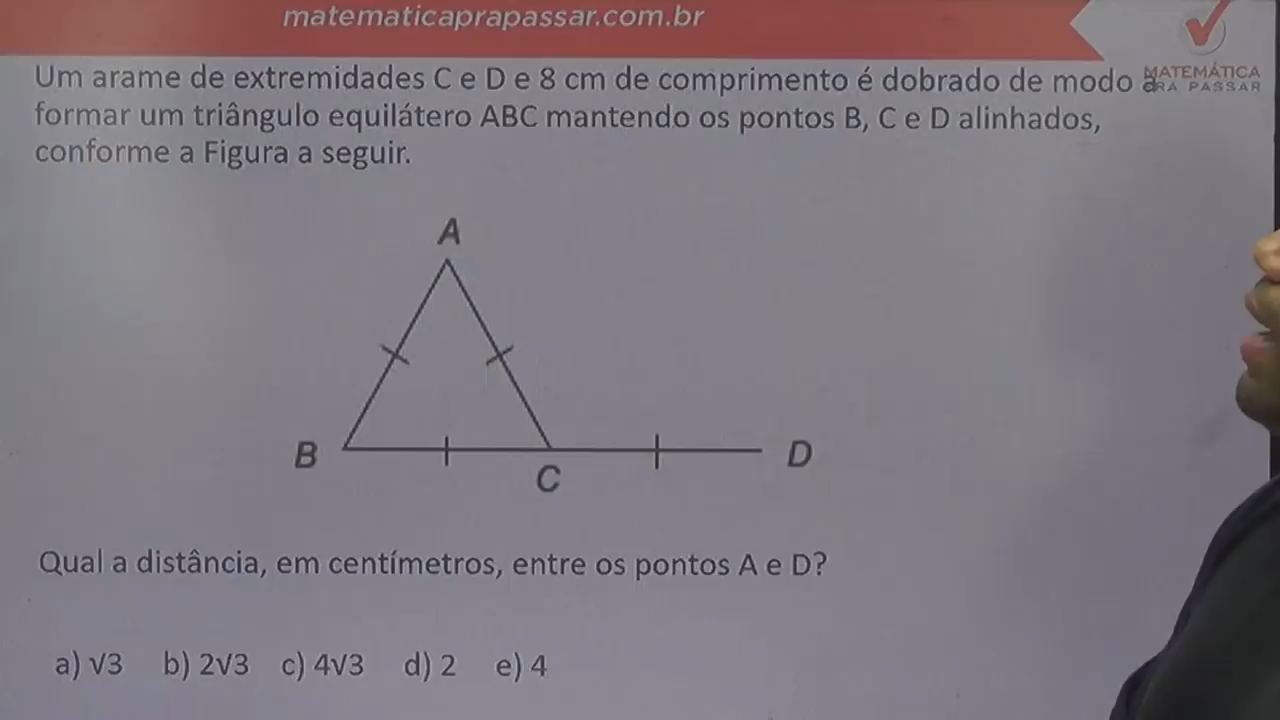 matematicaprapassar.com.br
Um arame de extremidades C e D e 8 cm de comprimento é dobrado de modo a
MATEMÁTICA
PRA PASSAR
formar um triângulo equilátero ABC mantendo os pontos B, C e D alinhados,
conforme a Figura a seguir.
A
B
C
D
Qual a distância, em centímetros, entre os pontos A e D?
a) √3 b) 2√3 c) 4√3 d) 2 e) 4